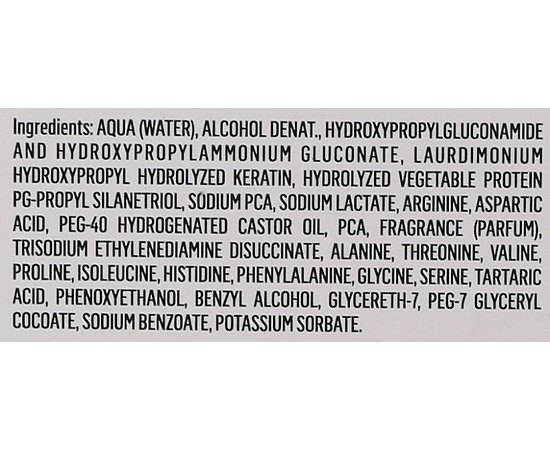 Ingredients: AQUA (WATER), ALCOHOL DENAT., HYDROXYPROPYLGLUCONAMIDE
AND HYDROXYPROPYLAMMONIUM GLUCONATE, LAURDIMONIUM
HYDROXYPROPYL HYDROLYZED KERATIN, HYDROLYZED VEGETABLE PROTEIN
PG-PROPYL SILANETRIOL, SODIUM PCA, SODIUM LACTATE, ARGININE, ASPARTIC
ACID, PEG-40 HYDROGENATED CASTOR OIL, PCA, FRAGRANCE (PARFUM),
TRISODIUM ETHYLENEDIAMINE DISUCCINATE, ALANINE, THREONINE, VALINE,
PROLINE, ISOLEUCINE, HISTIDINE, PHENYLALANINE, GLYCINE, SERINE, TARTARIC
ACID, PHENOXYETHANOL, BENZYL ALCOHOL, GLYCERETH-7, PEG-7 GLYCERYL
COCOATE, SODIUM BENZOATE, POTASSIUM SORBATE.